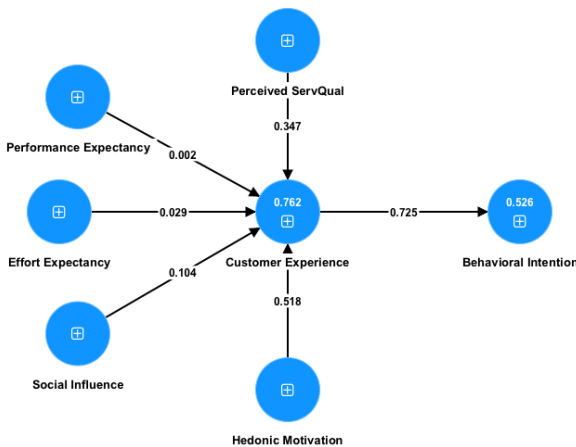 Perceived ServQual
0.347
Performance Expectancy
0.002
0.762
0.526
0.029
0.725
Effort Expectancy
Customer Experience
Behavioral Intention
0.104
0.518
Social Influence
Hedonic Motivation